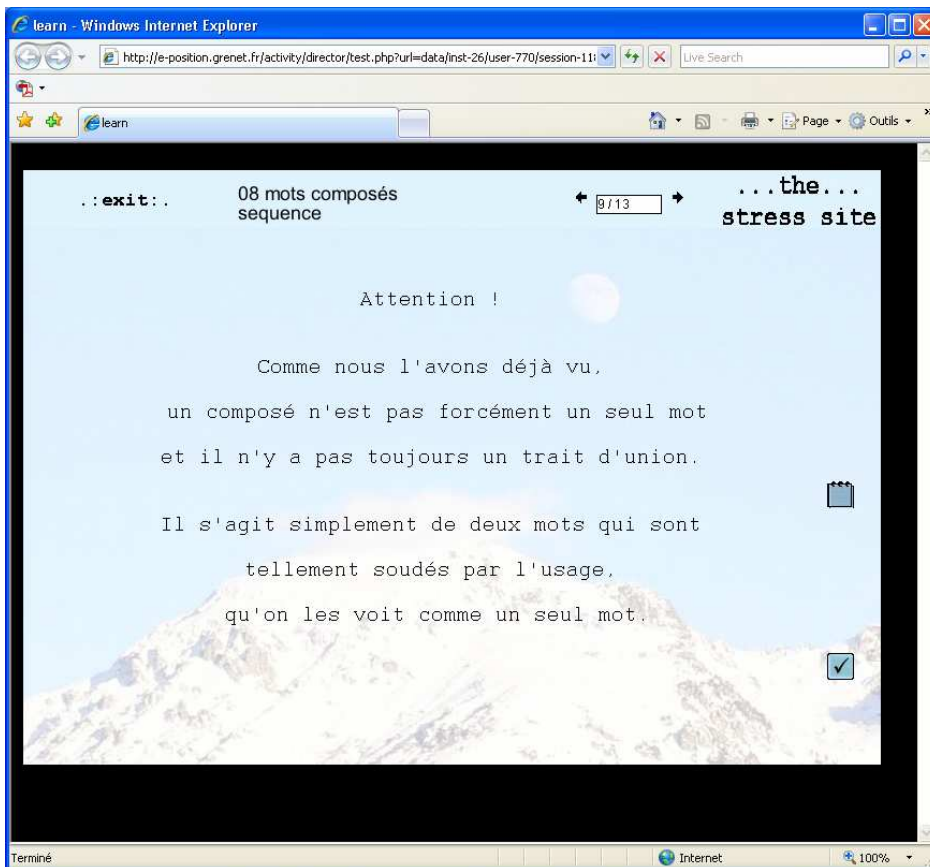 learn - Windows Internet Explorer
http://e-position.grenet.fr/activity/director/test.php?url=data/inst-26/user-770/session-11
Live Search
learn
Page
Outils
.:exit:.
08 mots composés
sequence
9/13
...the...
stress site
Attention !
Comme nous l'avons déjà vu,
un composé n'est pas forcément un seul mot
et il n'y a pas toujours un trait d'union.
Il s'agit simplement de deux mots qui sont
tellement soudés par l'usage,
qu'on les voit comme un seul mot.
Terminé
Internet
100%